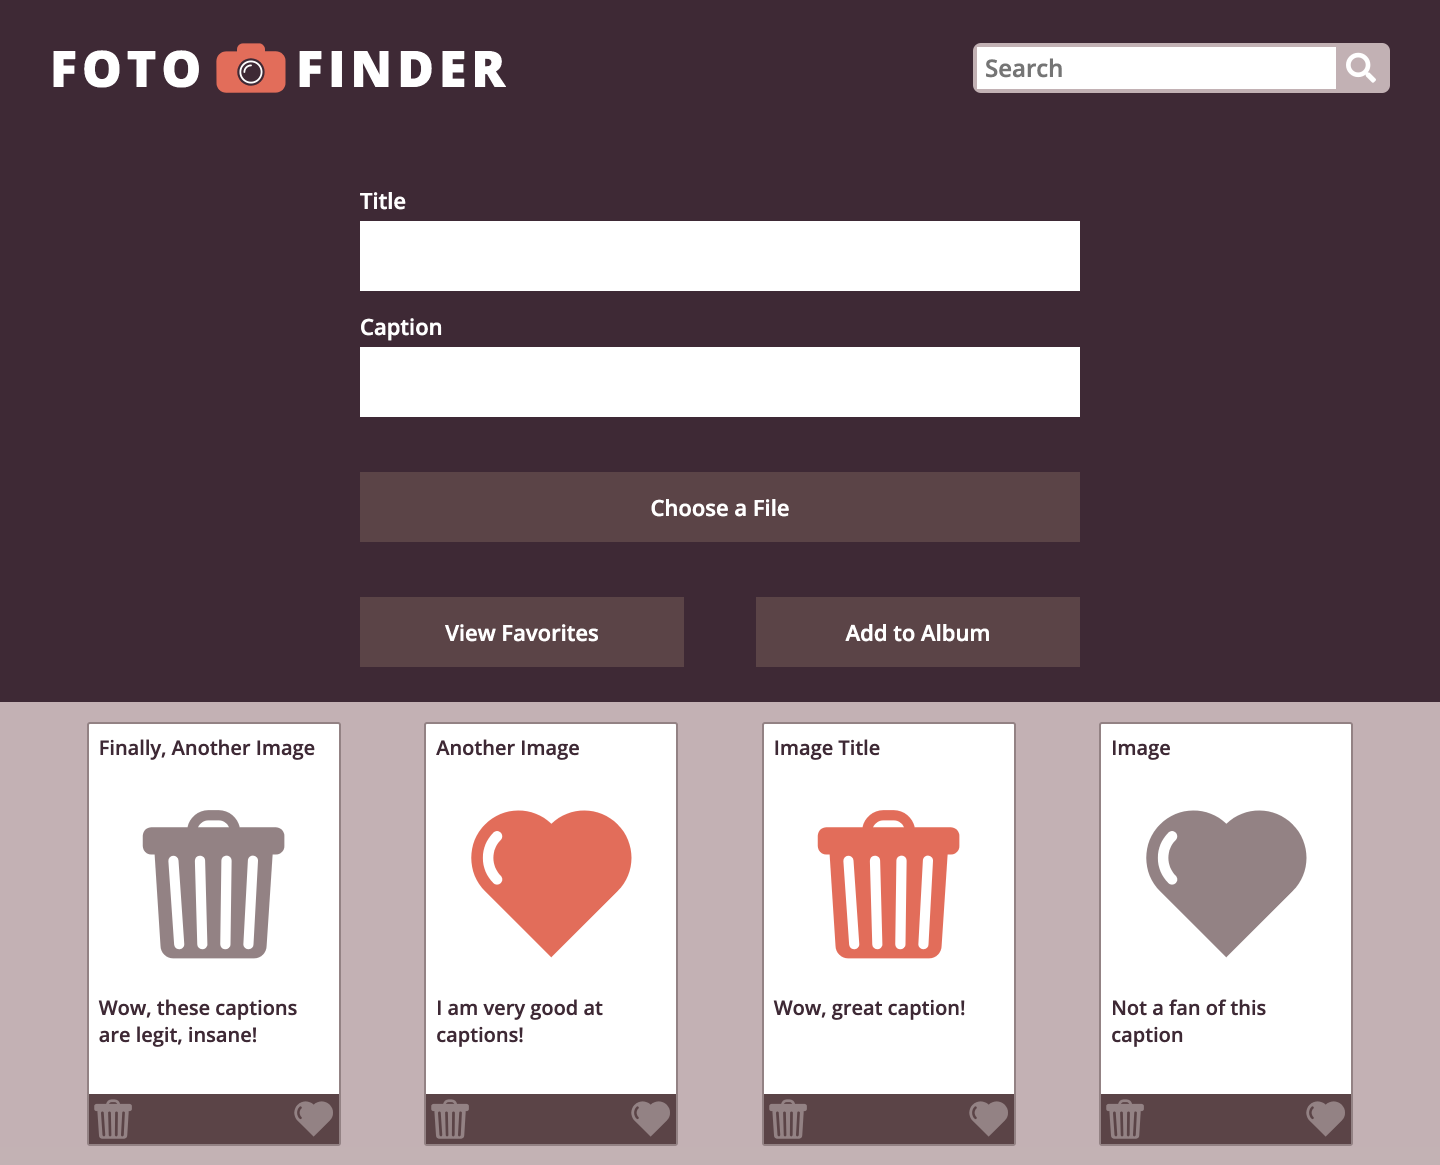 FOTO FINDER
Search
Title
Caption
Choose a File
View Favorites
Add to Album
Finally, Another Image
Wow, these captions
are legit, insane!
Another Image
I am very good at
captions!
Image Title
Wow, great caption!
Image
Not a fan of this
caption